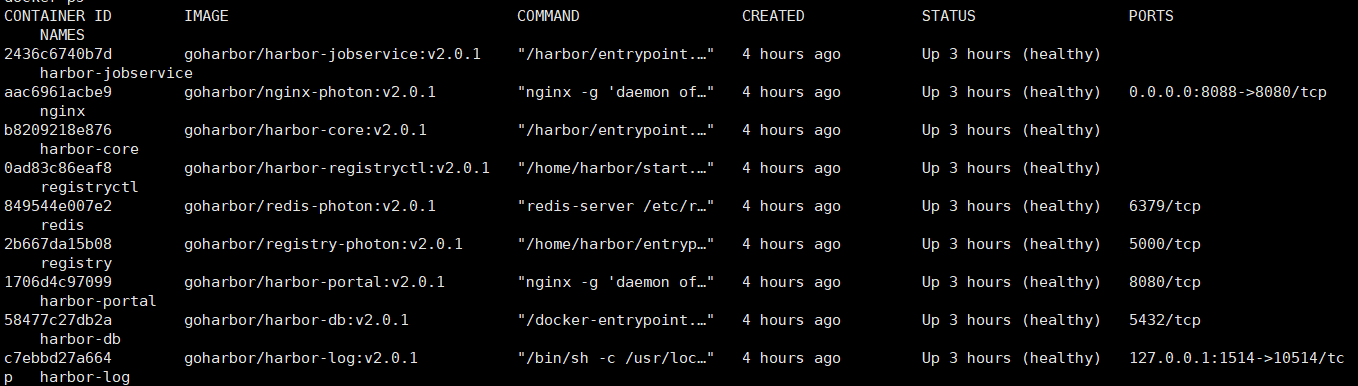 CONTAINER ID        IMAGE                                COMMAND                  CREATED             STATUS                 PORTS
    NAMES
2436c6740b7d        goharbor/harbor-jobservice:v2.0.1    "/harbor/entrypoint.…"   4 hours ago         Up 3 hours (healthy)
    harbor-jobservice
aac6961acbe9        goharbor/nginx-photon:v2.0.1         "nginx -g 'daemon of…"   4 hours ago         Up 3 hours (healthy)   0.0.0.0:8088->8080/tcp
    nginx
b8209218e876        goharbor/harbor-core:v2.0.1          "/harbor/entrypoint.…"   4 hours ago         Up 3 hours (healthy)
    harbor-core
0ad83c86eaf8        goharbor/harbor-registryctl:v2.0.1   "/home/harbor/start.…"   4 hours ago         Up 3 hours (healthy)
    registryctl
849544e007e2        goharbor/redis-photon:v2.0.1         "redis-server /etc/r…"   4 hours ago         Up 3 hours (healthy)   6379/tcp
    redis
2b667da15b08        goharbor/registry-photon:v2.0.1      "/home/harbor/entryp…"   4 hours ago         Up 3 hours (healthy)   5000/tcp
    registry
1706d4c97099        goharbor/harbor-portal:v2.0.1        "nginx -g 'daemon of…"   4 hours ago         Up 3 hours (healthy)   8080/tcp
    harbor-portal
58477c27db2a        goharbor/harbor-db:v2.0.1            "/docker-entrypoint.…"   4 hours ago         Up 3 hours (healthy)   5432/tcp
    harbor-db
c7ebbd27a664        goharbor/harbor-log:v2.0.1           "/bin/sh -c /usr/loc…"   4 hours ago         Up 3 hours (healthy)   127.0.0.1:1514->10514/tc
p   harbor-log